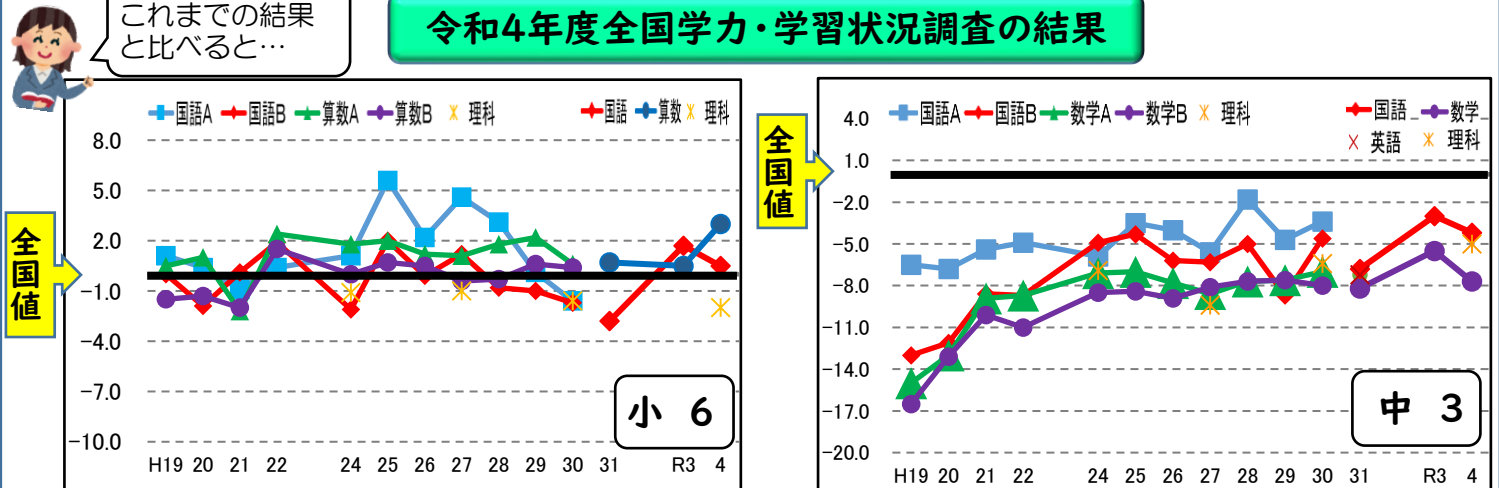 これまでの結果
と比べると…
令和4年度全国学力・学習状況調査の結果
全国値
国語A 国語B 算数A 算数B 理科 国語 算数 理科
8.0
5.0
2.0
-1.0
-4.0
-7.0
-10.0
小 6
H19 20 21 22 24 25 26 27 28 29 30 31 R3 4
全国値
国語A 国語B 数学A 数学B 理科 国語 数学
英語 理科
4.0
1.0
-2.0
-5.0
-8.0
-11.0
-14.0
-17.0
-20.0
中 3
H19 20 21 22 24 25 26 27 28 29 30 31 R3 4